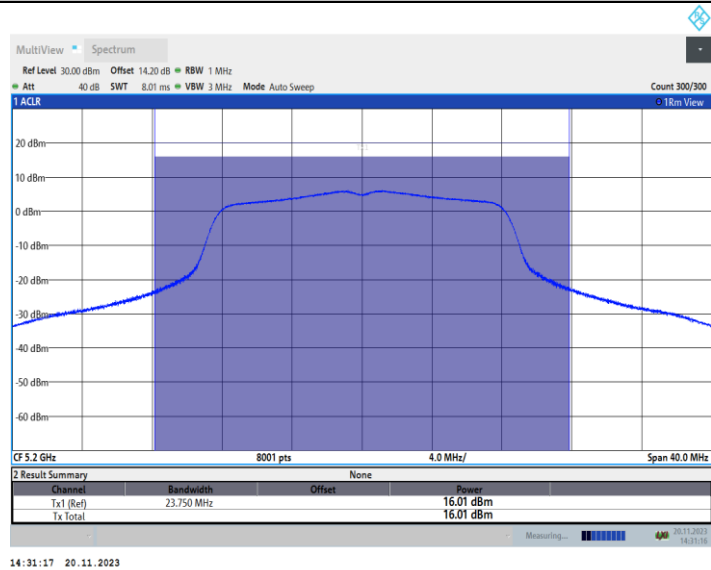 MultiView Spectrum
Ref Level 30.00 dBm Offset 14.20 dB RBW 1 MHz
Att 40 dB SWT 8.01 ms VBW 3 MHz Mode Auto Sweep Count 300/300
1 ACLR 1Rm View
20 dBm
10 dBm
0 dBm
-10 dBm
-20 dBm
-30 dBm
-40 dBm
-50 dBm
-60 dBm
CF 5.2 GHz 8001 pts 4.0 MHz/ Span 40.0 MHz
2 Result Summary None
Channel Bandwidth Offset Power
Tx1 (Ref) 23.750 MHz 16.01 dBm
Tx Total 16.01 dBm
Measuring... 20.11.2023
14:31:16
14:31:17 20.11.2023